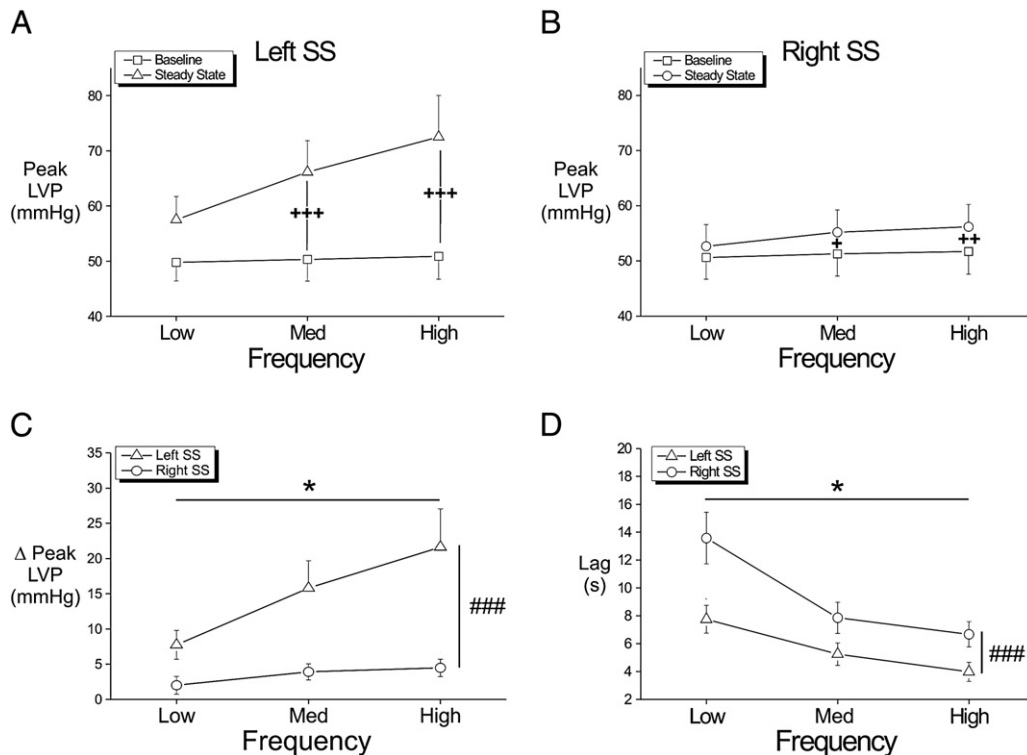 A
Left SS
Baseline
Steady State
80
70
60
50
40
Peak
LVP
(mmHg)
+++
+++
Low
Med
High
Frequency
B
Right SS
Baseline
Steady State
80
70
60
50
40
Peak
LVP
(mmHg)
+
++
Low
Med
High
Frequency
C
Left SS
Right SS
35
30
25
20
15
10
5
0
Δ Peak
LVP
(mmHg)
*
###
Low
Med
High
Frequency
D
Left SS
Right SS
20
18
16
14
12
10
8
6
4
2
Lag
(s)
*
###
Low
Med
High
Frequency